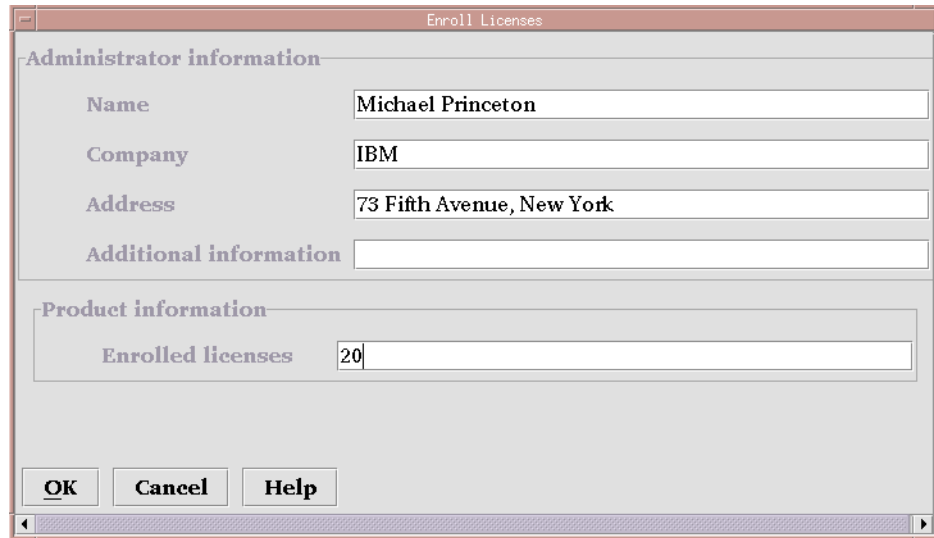 Enroll Licenses
Administrator information
Name Michael Princeton
Company IBM
Address 73 Fifth Avenue, New York
Additional information
Product information
Enrolled licenses 20
OK Cancel Help